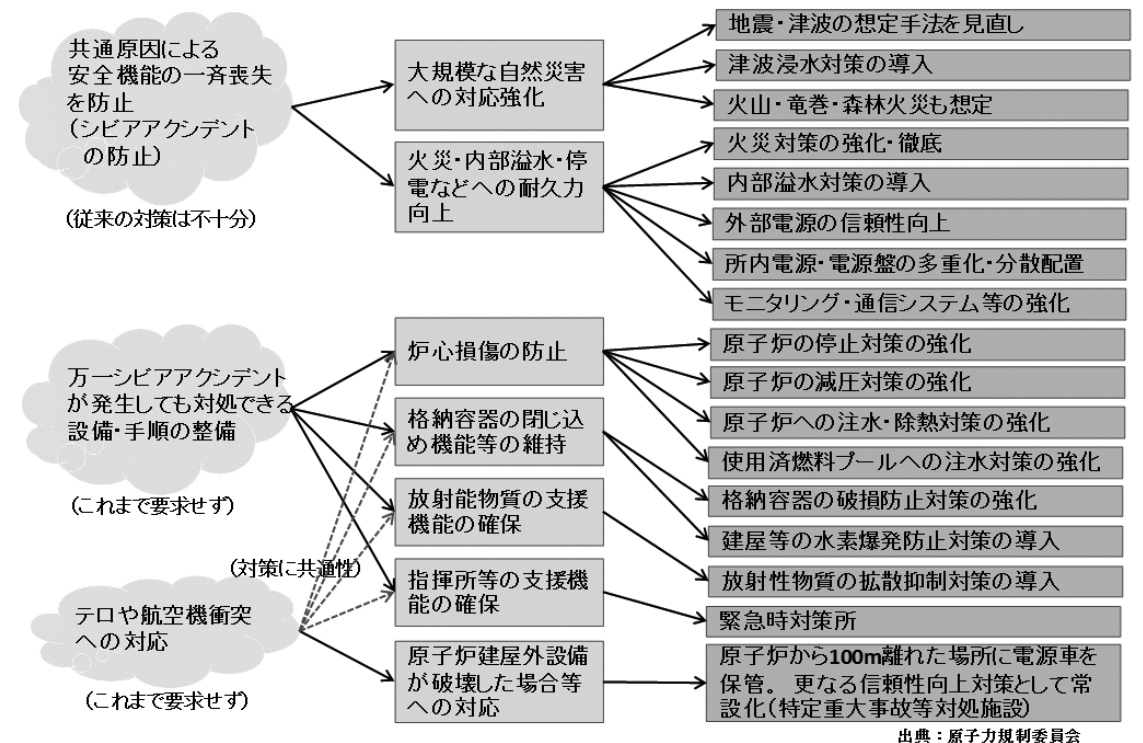 共通原因による
安全機能の一斉喪失
を防止
(シビアアクシデント
の防止)
(従来の対策は不十分)
大規模な自然災害
への対応強化
火災・内部溢水・停
電などへの耐久力
向上
地震・津波の想定手法を見直し
津波浸水対策の導入
火山・竜巻・森林火災も想定
火災対策の強化・徹底
内部溢水対策の導入
外部電源の信頼性向上
所内電源・電源盤の多重化・分散配置
モニタリング・通信システム等の強化
万一シビアアクシデント
が発生しても対処できる
設備・手順の整備
(これまで要求せず)
(対策に共通性)
テロや航空機衝突
への対応
(これまで要求せず)
炉心損傷の防止
格納容器の閉じ込
め機能等の維持
放射能物質の支援
機能の確保
指揮所等の支援機
能の確保
原子炉建屋外設備
が破壊した場合等
への対応
原子炉の停止対策の強化
原子炉の減圧対策の強化
原子炉への注水・除熱対策の強化
使用済燃料プールへの注水対策の強化
格納容器の破損防止対策の強化
建屋等の水素爆発防止対策の導入
放射性物質の拡散抑制対策の導入
緊急時対策所
原子炉から100m離れた場所に電源車を
保管。 更なる信頼性向上対策として常
設化(特定重大事故等対処施設)
出典：原子力規制委員会